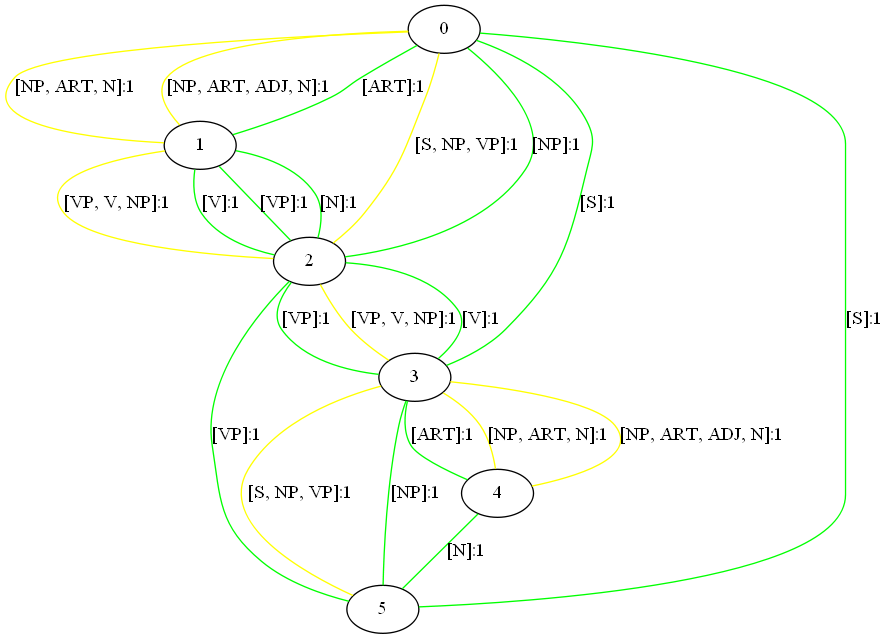 0
[NP, ART, N]:1 [NP, ART, ADJ, N]:1 [ART]:1
1 [S, NP, VP]:1 [NP]:1
[VP, V, NP]:1 [V]:1 [VP]:1 [N]:1 [S]:1
2
[VP]:1 [VP, V, NP]:1 [V]:1 [S]:1
3
[VP]:1 [ART]:1 [NP, ART, N]:1 [NP, ART, ADJ, N]:1
[S, NP, VP]:1 [NP]:1 4
[N]:1
5